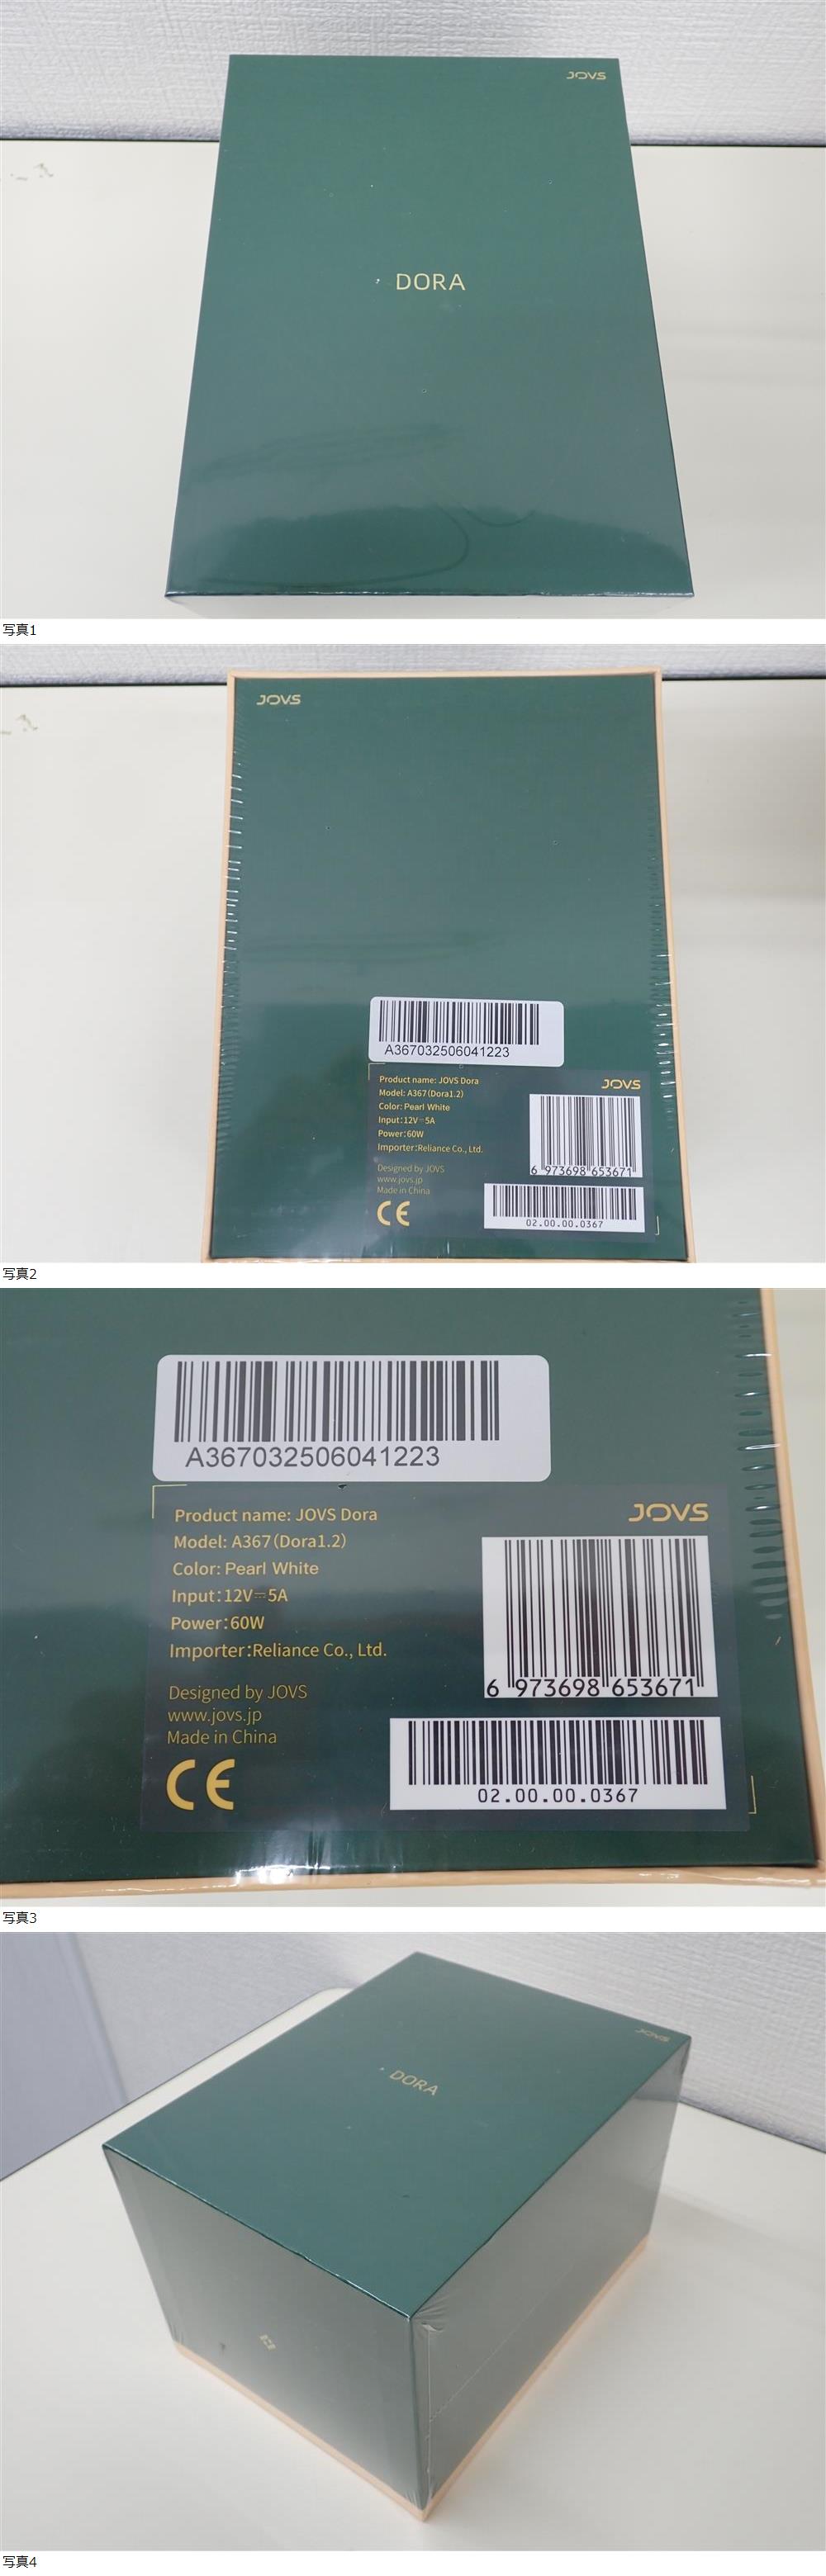 JOVS
DORA
写真1
JOVS
A367032506041223
Product name: JOVS Dora
Model: A367(Dora1.2)
Color: Pearl White
Input:12V⎓5A
Power:60W
Importer:Reliance Co., Ltd.
Designed by JOVS
www.jovs.jp
Made in China
CE
JOVS
6 973698 653671
02.00.00.0367
写真2
A367032506041223
Product name: JOVS Dora
Model: A367(Dora1.2)
Color: Pearl White
Input:12V⎓5A
Power:60W
Importer:Reliance Co., Ltd.
Designed by JOVS
www.jovs.jp
Made in China
CE
JOVS
6 973698 653671
02.00.00.0367
写真3
JOVS
DORA
写真4